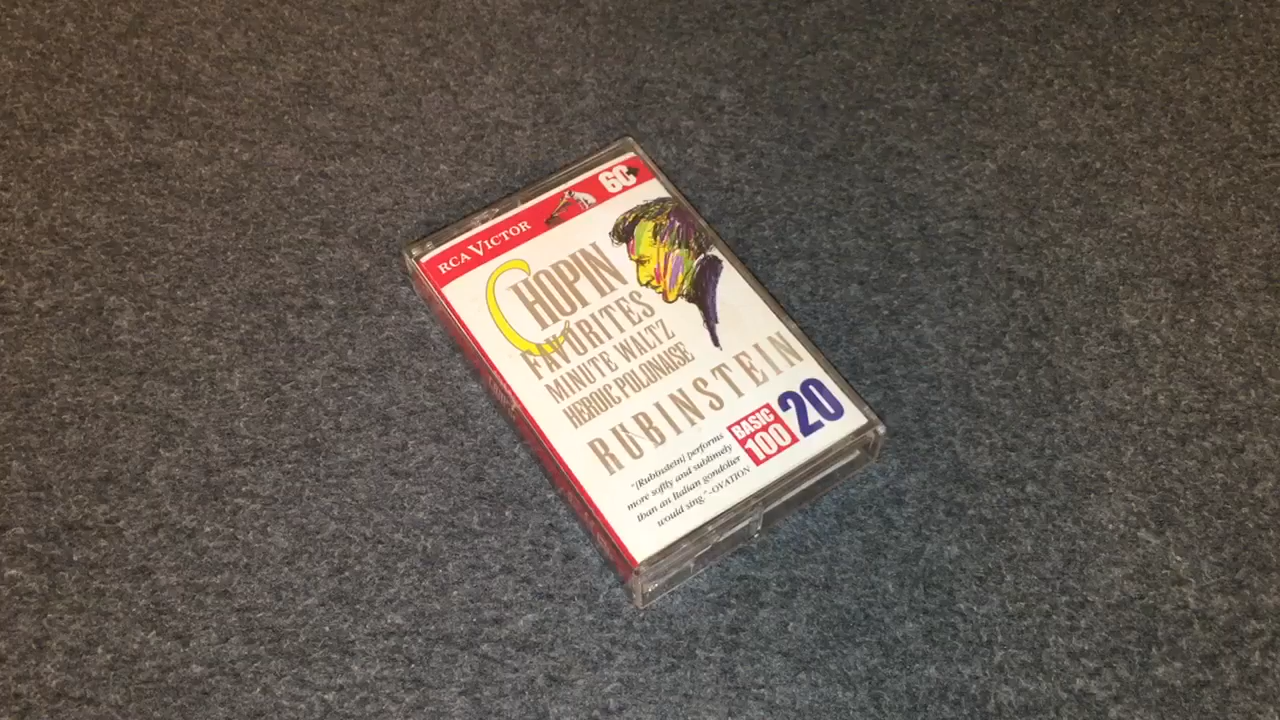 RCA VICTOR
60
CHOPIN
FAVORITES
MINUTE WALTZ
HEROIC POLONAISE
RUBINSTEIN
BASIC
100
20
"[Rubinstein] performs
more softly and sublimely
than an Italian gondolier
would sing."-OVATION